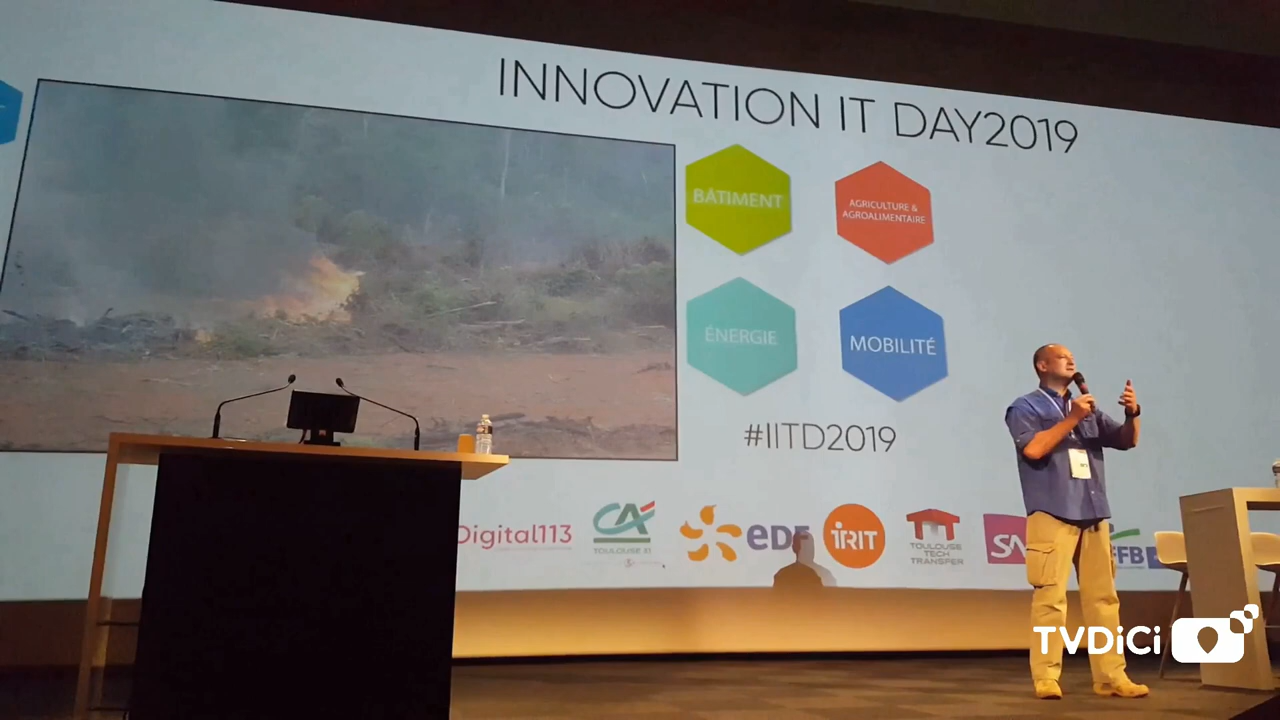 INNOVATION IT DAY2019
BÂTIMENT
AGRICULTURE &
AGROALIMENTAIRE
ÉNERGIE
MOBILITÉ
#IITD2019
Digital113
CA
TOULOUSE 31
edF
iRIT
TOULOUSE
TECH
TRANSFER
FFB
TVDiCi